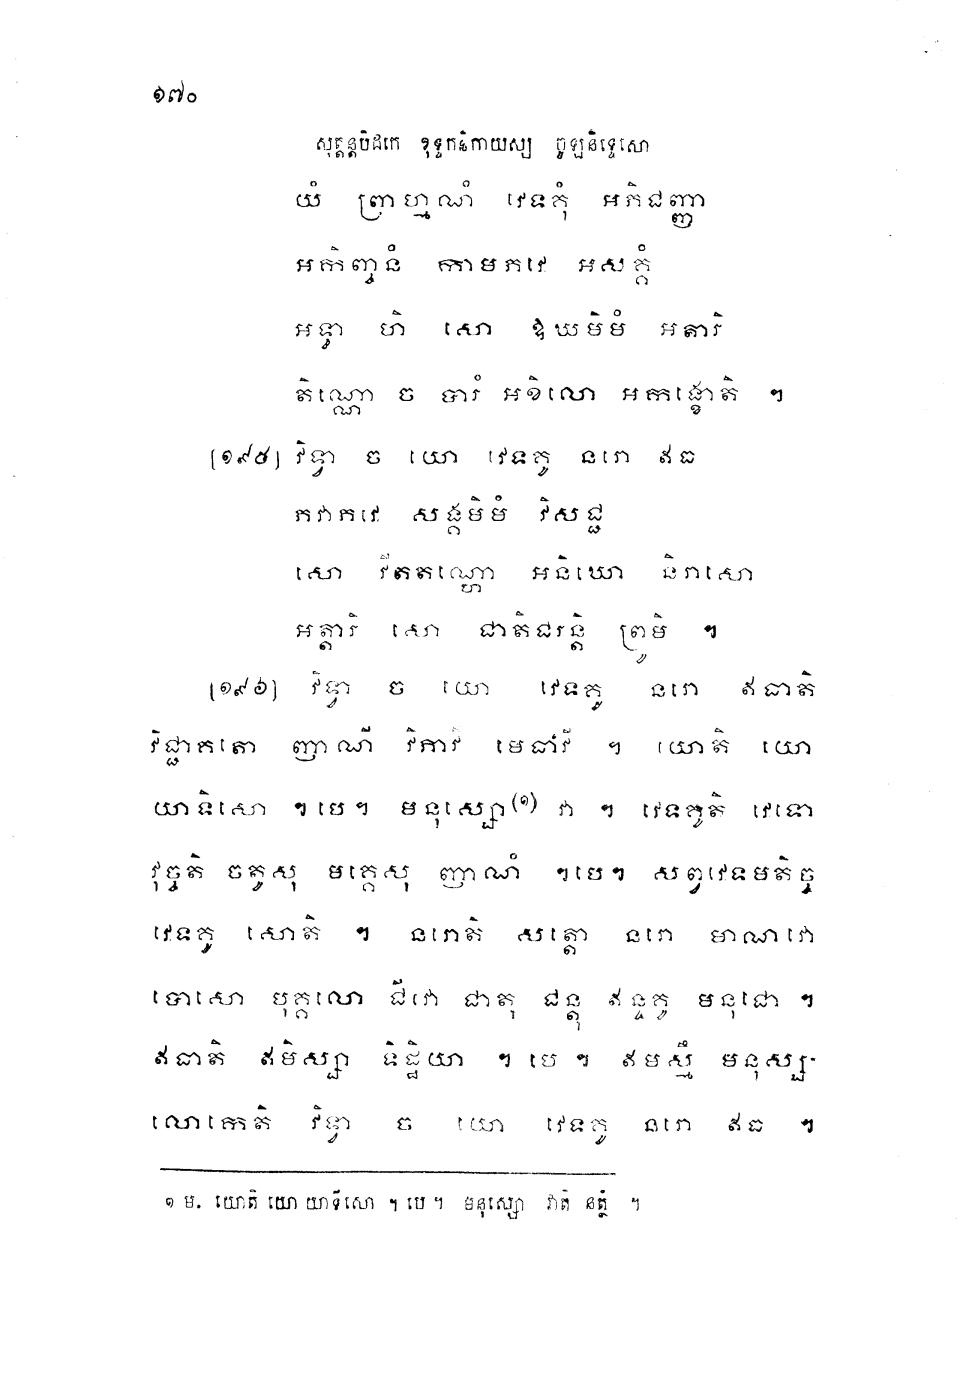 ១៧០
សុត្តន្តបិដកេ ខុទ្ទកនិកាយស្ស ចូឡនិទ្ទេសោ
យំ ព្រាហ្មណំ វេទគុំ អភិជញ្ញា
អកិញ្ចនំ កាមភវេ អសត្តំ
អទ្ធា ហិ សោ ឱឃមិមំ អតារិ
តិណ្ណោ ច បារំ អខិលោ អកង្ខោតិ ។
[១៩៥] វិទ្វា ច យោ វេទគូ នរោ ឥធ
ភវាភវេ សង្គមិមំ វិសជ្ជ
សោ វីតតណ្ហោ អនិឃោ និរាសោ
អតារិ សោ ជាតិជរន្តិ ព្រូមិ ។
[១៩៦] វិទ្វា ច យោ វេទគូ នរោ ឥធាតិ
វិជ្ជាគតោ ញាណី វិភាវី មេធាវី ។ យោតិ យោ
យាទិសោ ។ បេ ។ មនុស្សោ(១) វា ។ វេទគូតិ វេទោ
វុច្ចតិ ចតូសុ មគ្គេសុ ញាណំ ។ បេ ។ សព្វវេទមតិច្ច
វេទគូ សោតិ ។ នរោតិ សត្តោ នរោ មាណវោ
បោសោ បុគ្គលោ ជីវោ ជាតុ ជន្តុ ឥន្ទគូ មនុជោ ។
ឥធាតិ ឥមិស្សា ទិដ្ឋិយា ។ បេ ។ ឥមស្មឹ មនុស្ស-
លោកេតិ វិទ្វា ច យោ វេទគូ នរោ ឥធ ។
១ ម. យោតិ យោ យាទិសោ ។ បេ ។ មនុស្សោ វាតិ នត្ថិ ។